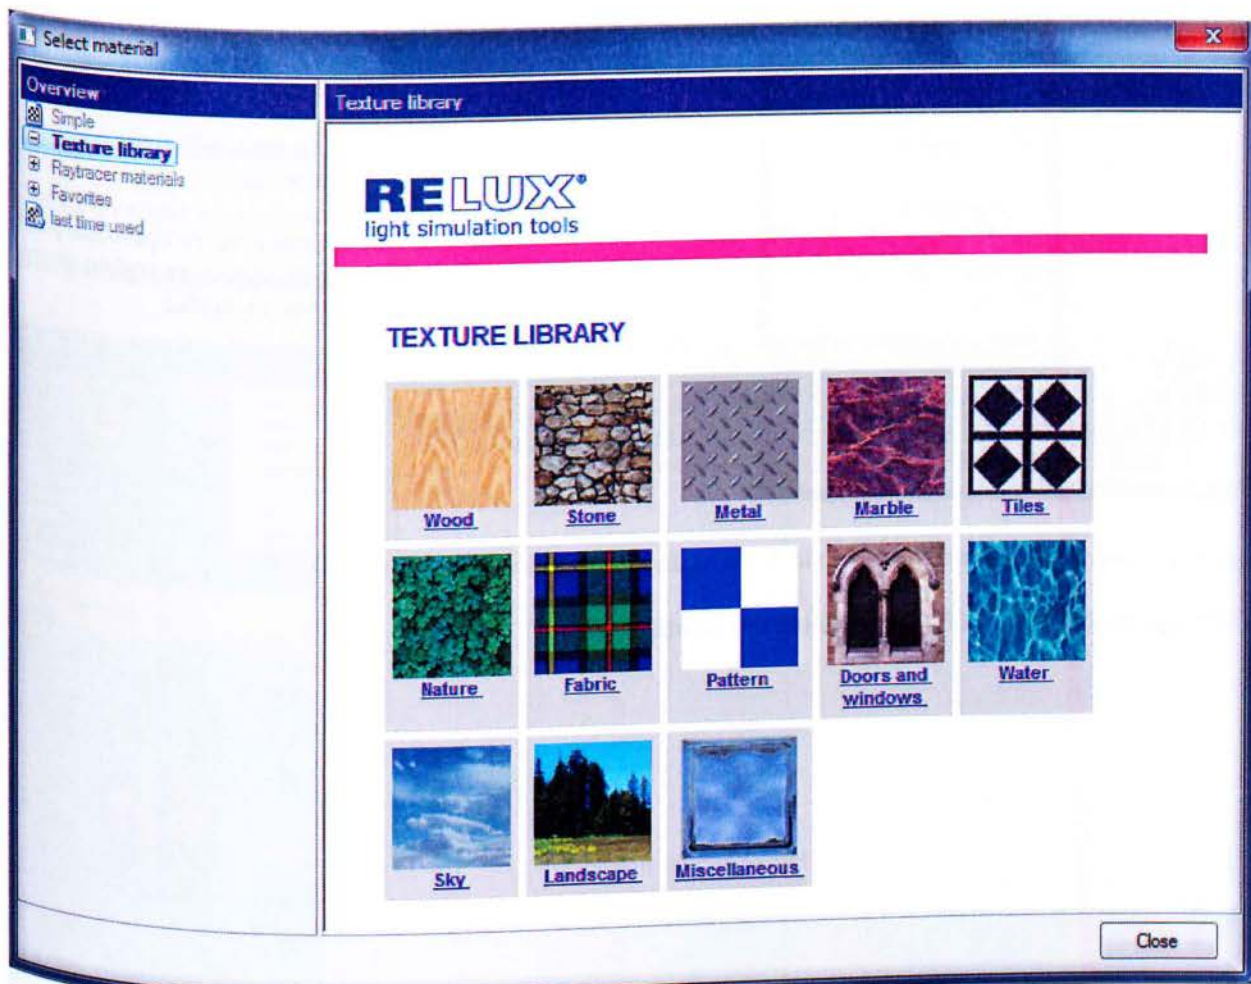 Select material
Overview
Simple
Texture library
Raytracer materials
Favorites
last time used
Texture library
RELUX®
light simulation tools
TEXTURE LIBRARY
Wood
Stone
Metal
Marble
Tiles
Nature
Fabric
Pattern
Doors and
windows
Water
Sky
Landscape
Miscellaneous
Close